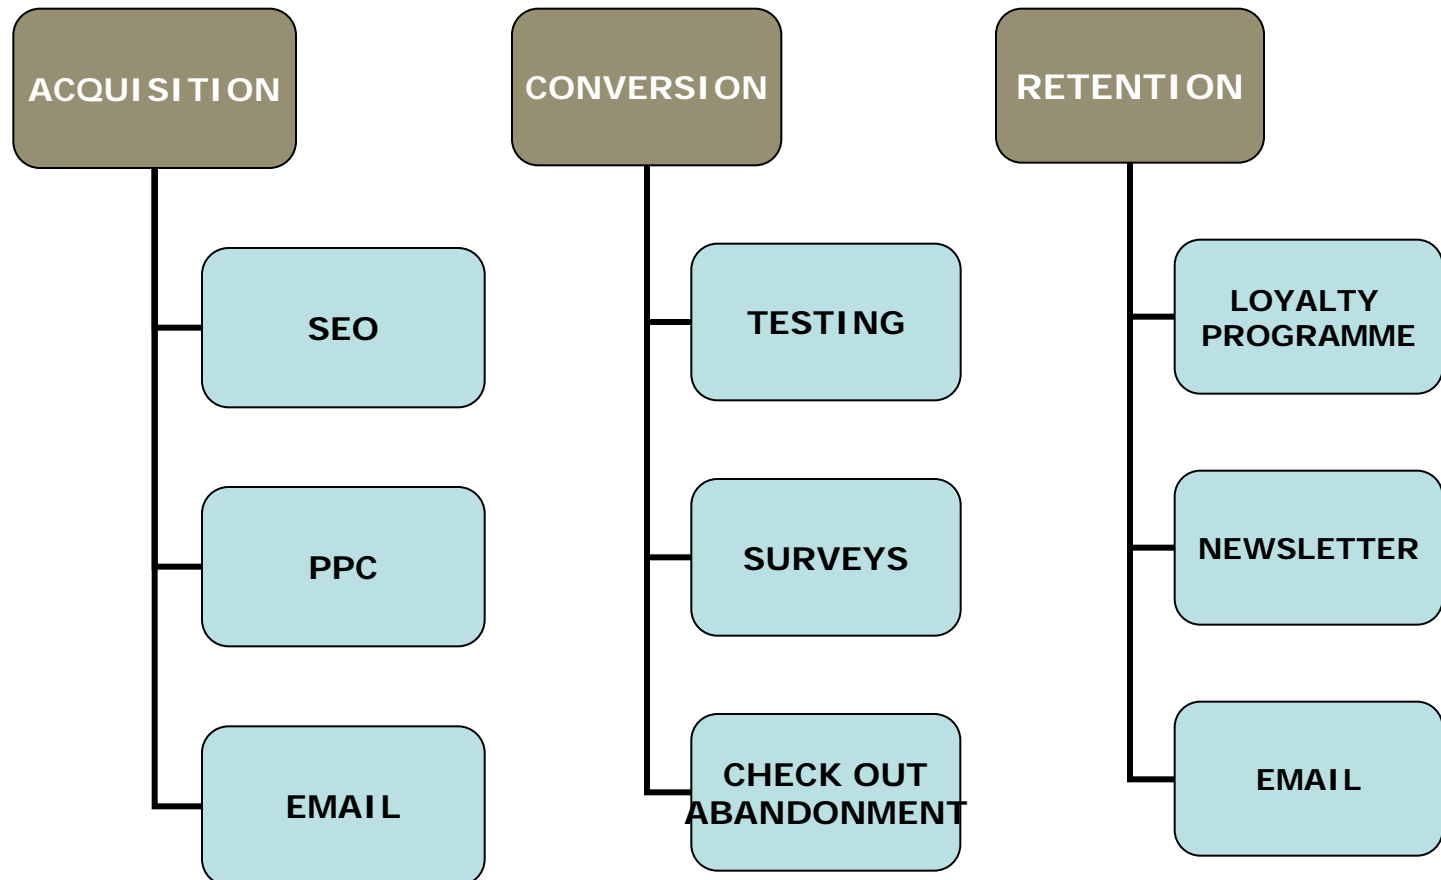 ACQUISITION
SEO
PPC
EMAIL
CONVERSION
TESTING
SURVEYS
CHECK OUT
ABANDONMENT
RETENTION
LOYALTY
PROGRAMME
NEWSLETTER
EMAIL